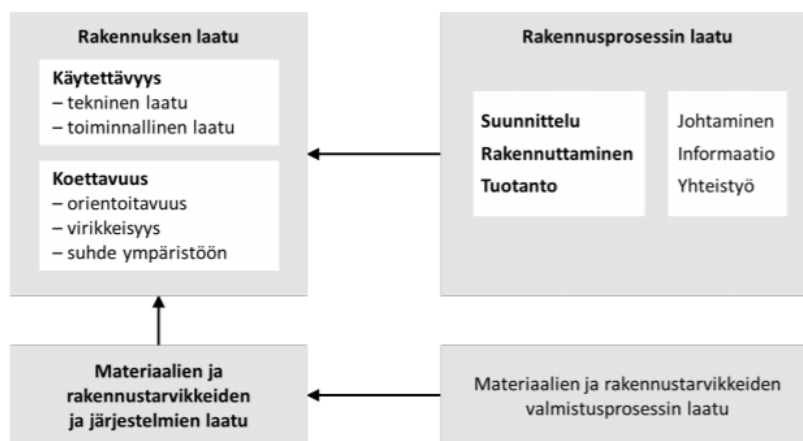 Rakennuksen laatu
Käytettävyys
– tekninen laatu
– toiminnallinen laatu
Koettavuus
– orientoitavuus
– virikkeisyys
– suhde ympäristöön
Rakennusprosessin laatu
Suunnittelu
Rakennuttaminen
Tuotanto
Johtaminen
Informaatio
Yhteistyö
Materiaalien ja
rakennustarvikkeiden
ja järjestelmien laatu
Materiaalien ja rakennustarvikkeiden
valmistusprosessin laatu